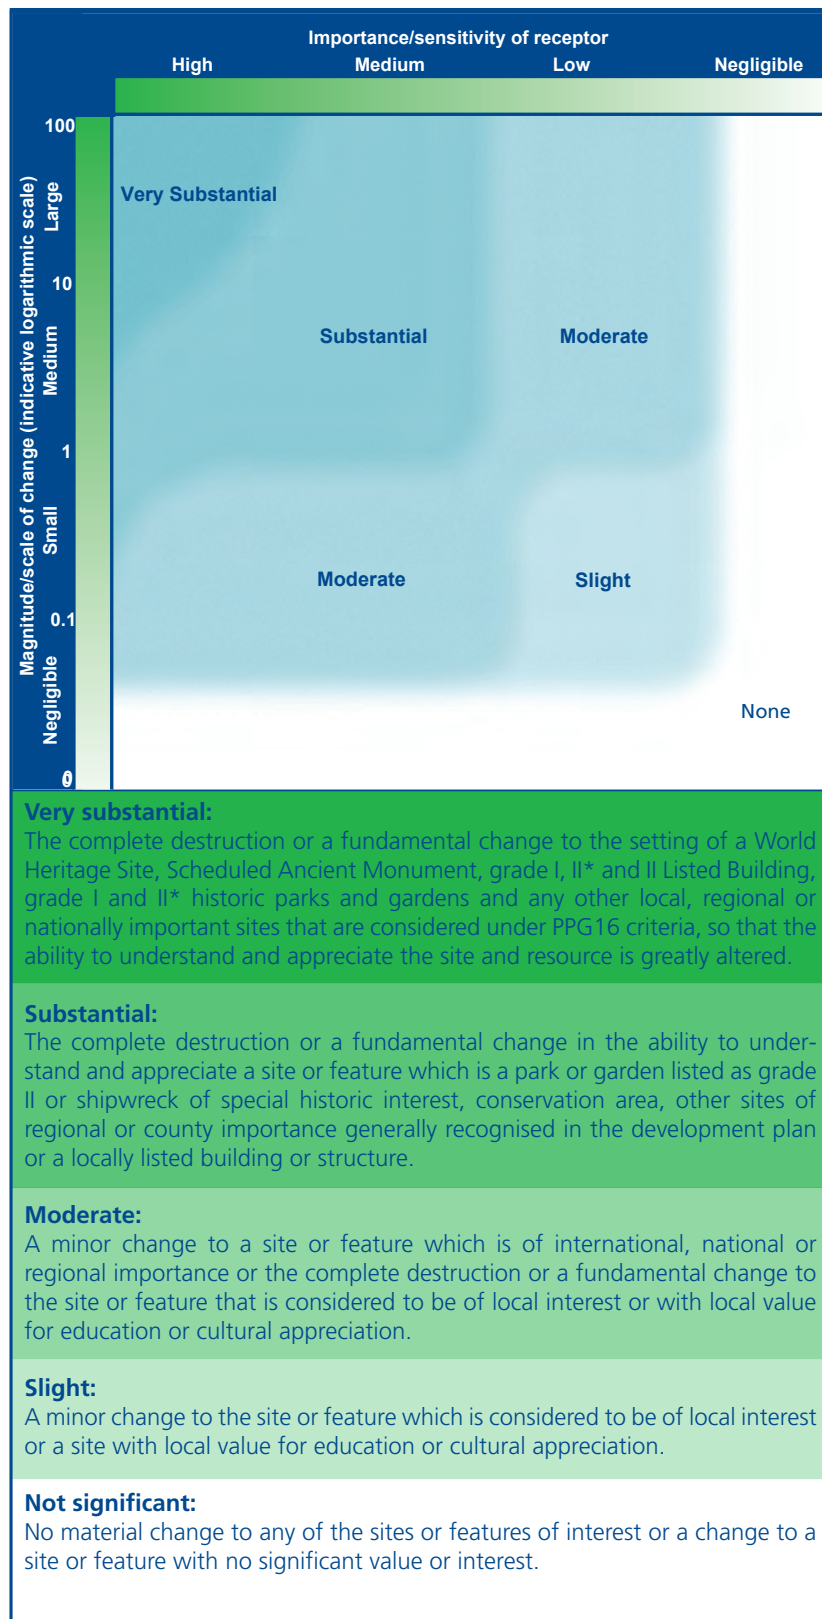 Importance/sensitivity of receptor
High Medium Low Negligible
Magnitude/scale of change (indicative logarithmic scale)
Large
Medium
Small
Negligible
100
10
1
0.1
0
Very Substantial
Substantial Moderate
Moderate Slight
None
Very substantial:
The complete destruction or a fundamental change to the setting of a World
Heritage Site, Scheduled Ancient Monument, grade I, II* and II Listed Building,
grade I and II* historic parks and gardens and any other local, regional or
nationally important sites that are considered under PPG16 criteria, so that the
ability to understand and appreciate the site and resource is greatly altered.
Substantial:
The complete destruction or a fundamental change in the ability to under-
stand and appreciate a site or feature which is a park or garden listed as grade
II or shipwreck of special historic interest, conservation area, other sites of
regional or county importance generally recognised in the development plan
or a locally listed building or structure.
Moderate:
A minor change to a site or feature which is of international, national or
regional importance or the complete destruction or a fundamental change to
the site or feature that is considered to be of local interest or with local value
for education or cultural appreciation.
Slight:
A minor change to the site or feature which is considered to be of local interest
or a site with local value for education or cultural appreciation.
Not significant:
No material change to any of the sites or features of interest or a change to a
site or feature with no significant value or interest.